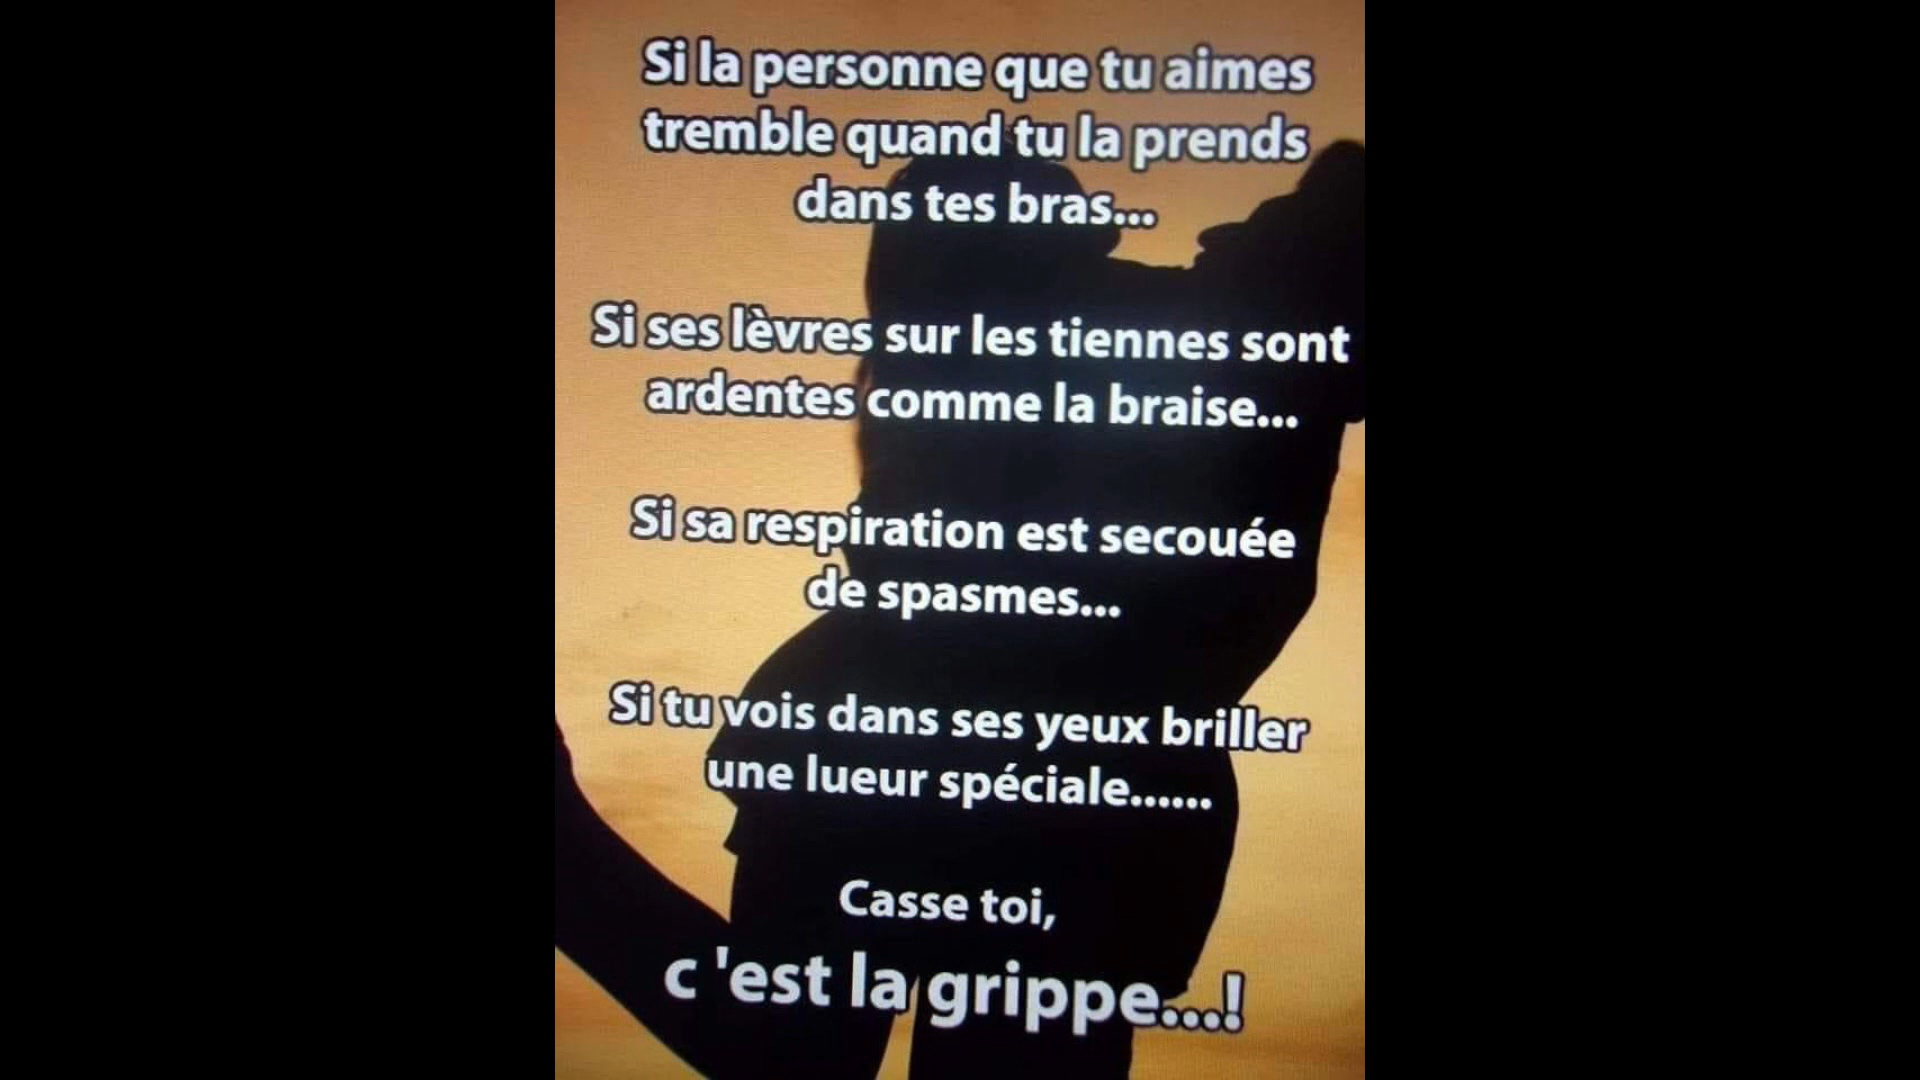 Si la personne que tu aimes
tremble quand tu la prends
dans tes bras...
Si ses lèvres sur les tiennes sont
ardentes comme la braise...
Si sa respiration est secouée
de spasmes...
Si tu vois dans ses yeux briller
une lueur spéciale......
Casse toi,
c 'est la grippe...!